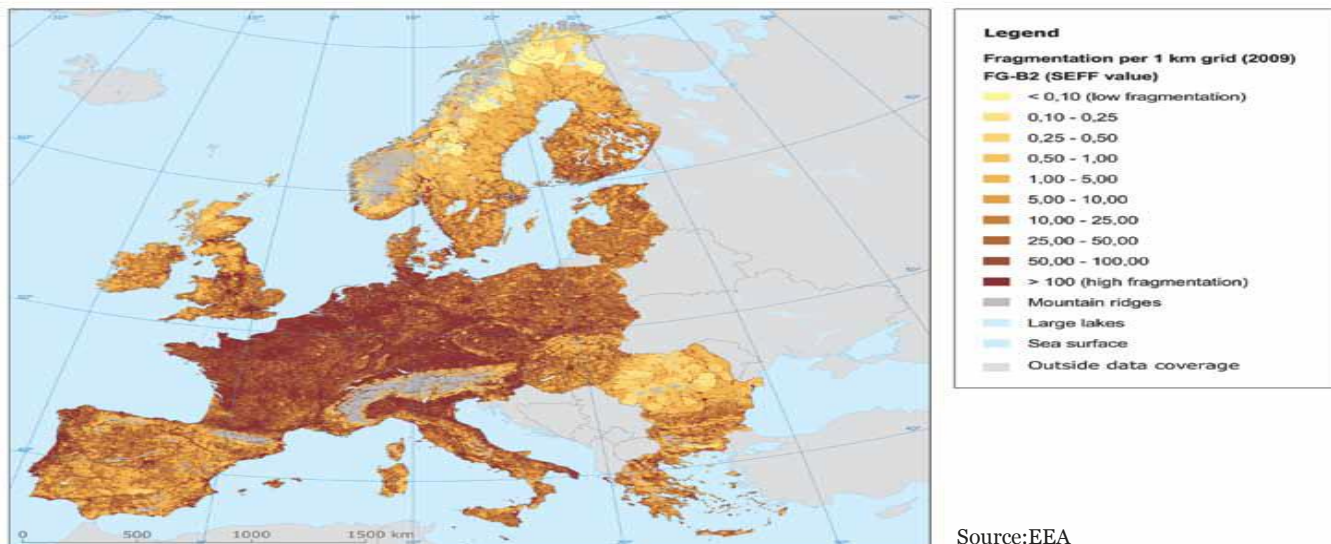 Legend
Fragmentation per 1 km grid (2009)
FG-B2 (SEFF value)
< 0,10 (low fragmentation)
0,10 - 0,25
0,25 - 0,50
0,50 - 1,00
1,00 - 5,00
5,00 - 10,00
10,00 - 25,00
25,00 - 50,00
50,00 - 100,00
> 100 (high fragmentation)
Mountain ridges
Large lakes
Sea surface
Outside data coverage
0 500 1000 1500 km
Source:EEA